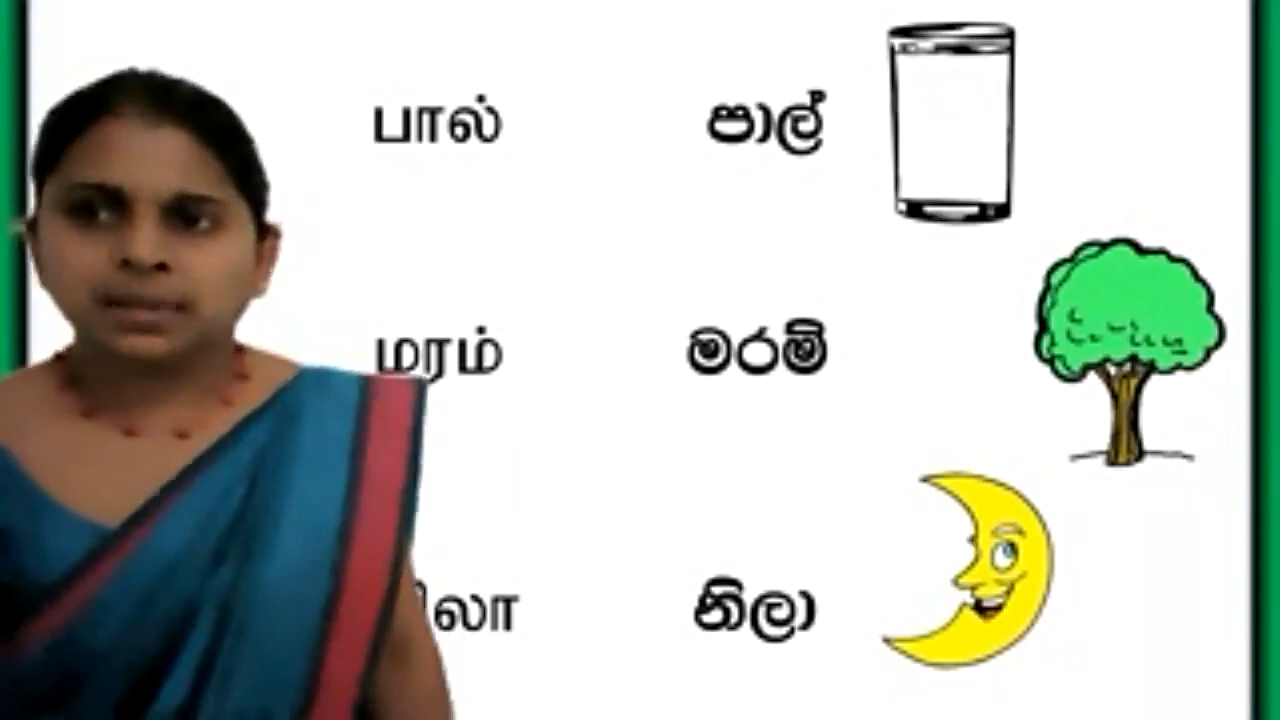 பால் පාල්
மரம் මරම්
නිලා